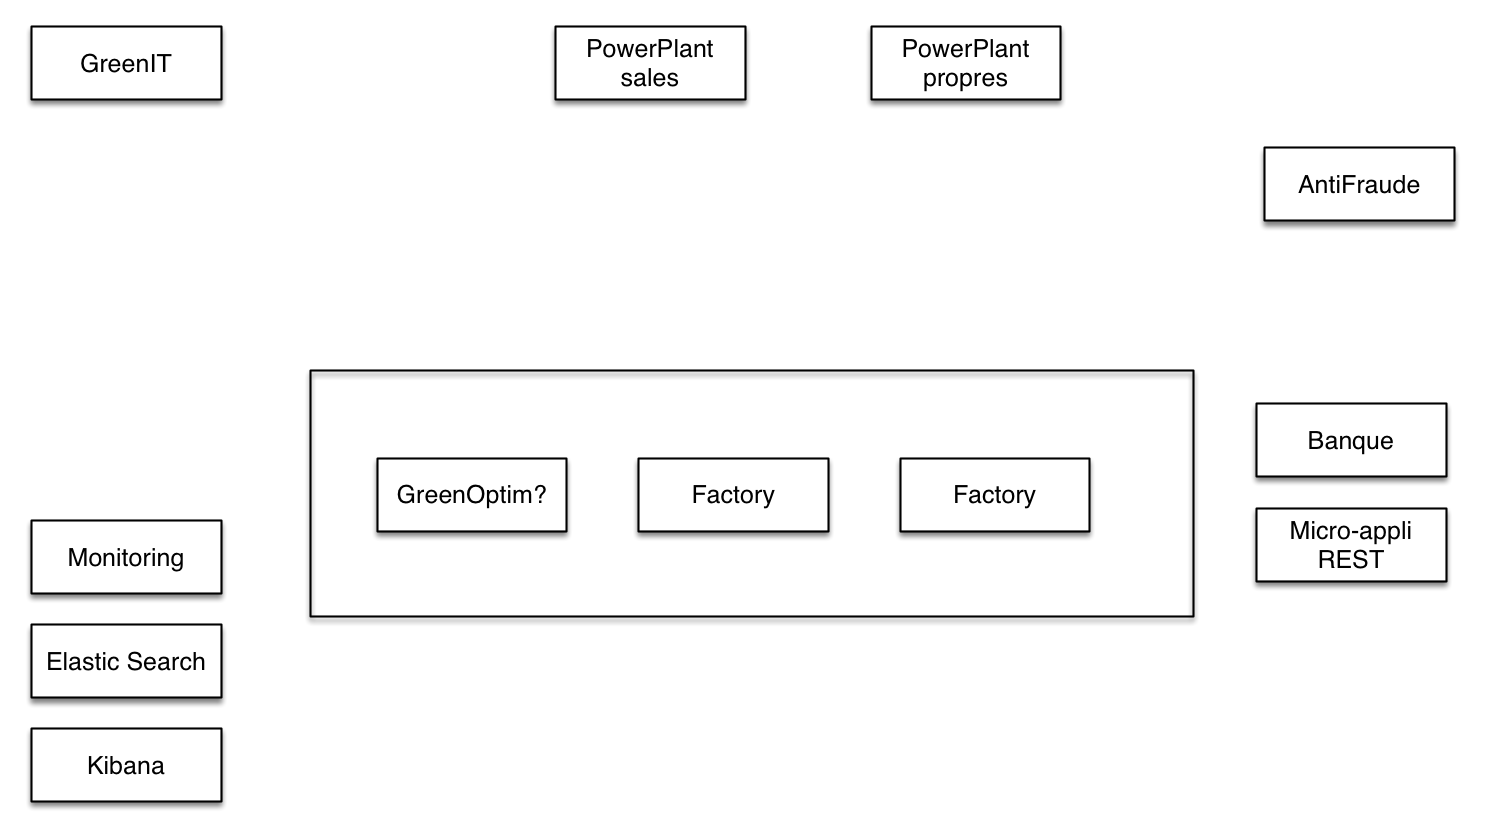 GreenIT
PowerPlant
sales
PowerPlant
propres
AntiFraude
Banque
GreenOptim?
Factory
Factory
Micro-appli
REST
Monitoring
Elastic Search
Kibana